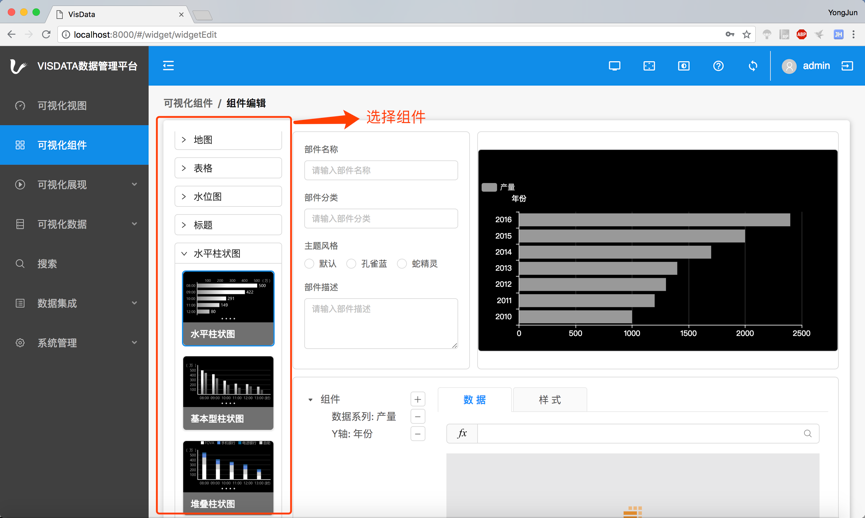 VisData
YongJun
localhost:8000/#/widget/widgetEdit
ABP
JH
VISDATA数据管理平台
admin
可视化视图
可视化组件
可视化展现
可视化数据
搜索
数据集成
系统管理
可视化组件 / 组件编辑
选择组件
地图
表格
水位图
标题
水平柱状图
水平柱状图
基本型柱状图
堆叠柱状图
部件名称
请输入部件名称
部件分类
请输入部件分类
主题风格
默认
孔雀蓝
蛇精灵
部件描述
请输入部件描述
产量
年份
2016
2015
2014
2013
2012
2011
2010
0
500
1000
1500
2000
2500
组件
数据系列: 产量
Y轴: 年份
数 据
样 式
fx